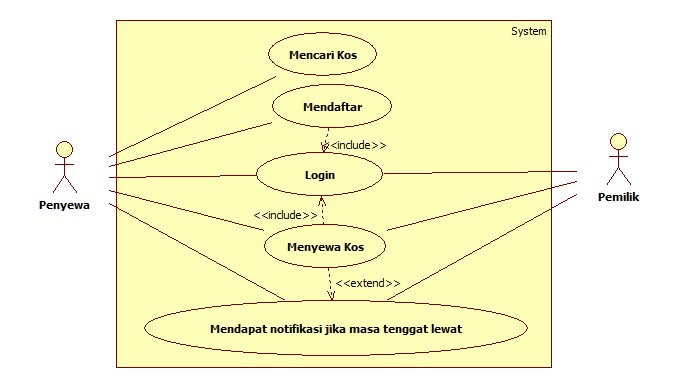 System
Mencari Kos
Mendaftar
<<include>>
Login
Penyewa
Pemilik
<<include>>
Menyewa Kos
<<extend>>
Mendapat notifikasi jika masa tenggat lewat